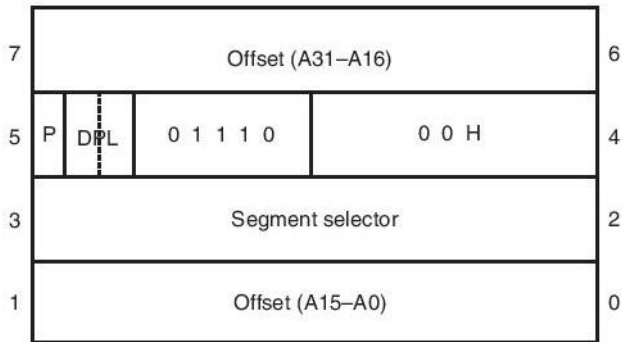 7 Offset (A31–A16) 6
5 P DPL 0 1 1 1 0 0 0 H 4
3 Segment selector 2
1 Offset (A15–A0) 0